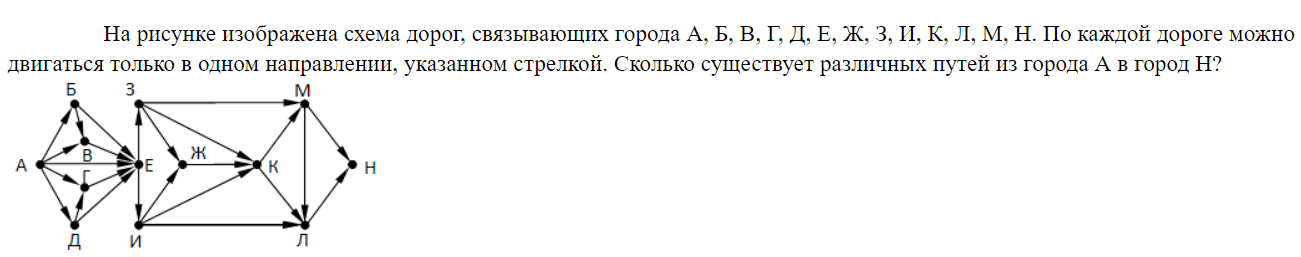 На рисунке изображена схема дорог, связывающих города А, Б, В, Г, Д, Е, Ж, З, И, К, Л, М, Н. По каждой дороге можно
двигаться только в одном направлении, указанном стрелкой. Сколько существует различных путей из города А в город Н?
Б З М
В Ж
А Е К Н
Г
Д И Л